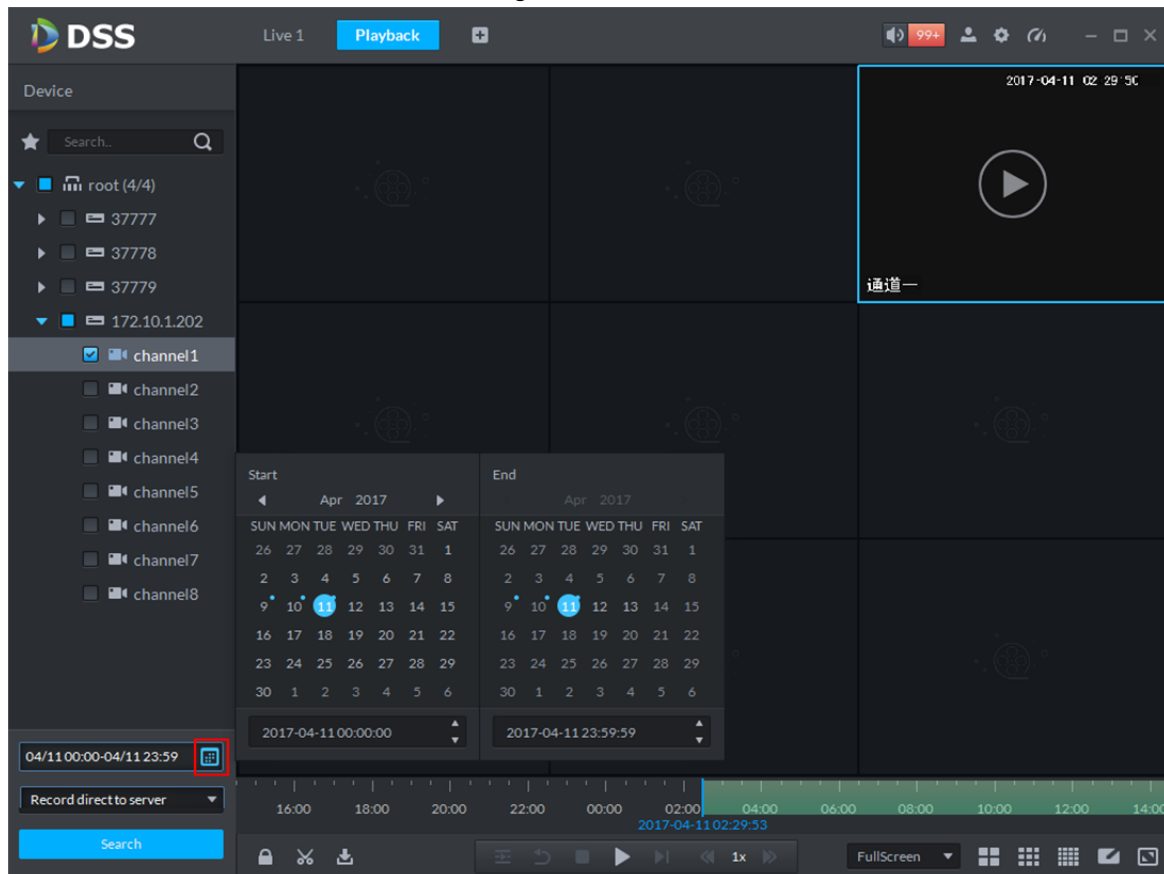 DSS
Live 1
Playback
99+
Device
Search..
root (4/4)
37777
37778
37779
172.10.1.202
channel1
channel2
channel3
channel4
channel5
channel6
channel7
channel8
04/11 00:00-04/11 23:59
Record direct to server
Search
2017-04-11 02 29:50
通道一
Start
Apr 2017
SUN MON TUE WED THU FRI SAT
26 27 28 29 30 31 1
2 3 4 5 6 7 8
9 10 11 12 13 14 15
16 17 18 19 20 21 22
23 24 25 26 27 28 29
30 1 2 3 4 5 6
2017-04-11 00:00:00
End
Apr 2017
SUN MON TUE WED THU FRI SAT
26 27 28 29 30 31 1
2 3 4 5 6 7 8
9 10 11 12 13 14 15
16 17 18 19 20 21 22
23 24 25 26 27 28 29
30 1 2 3 4 5 6
2017-04-11 23:59:59
16:00 18:00 20:00 22:00 00:00 02:00 04:00 06:00 08:00 10:00 12:00 14:00
2017-04-11 02:29:53
1x
FullScreen